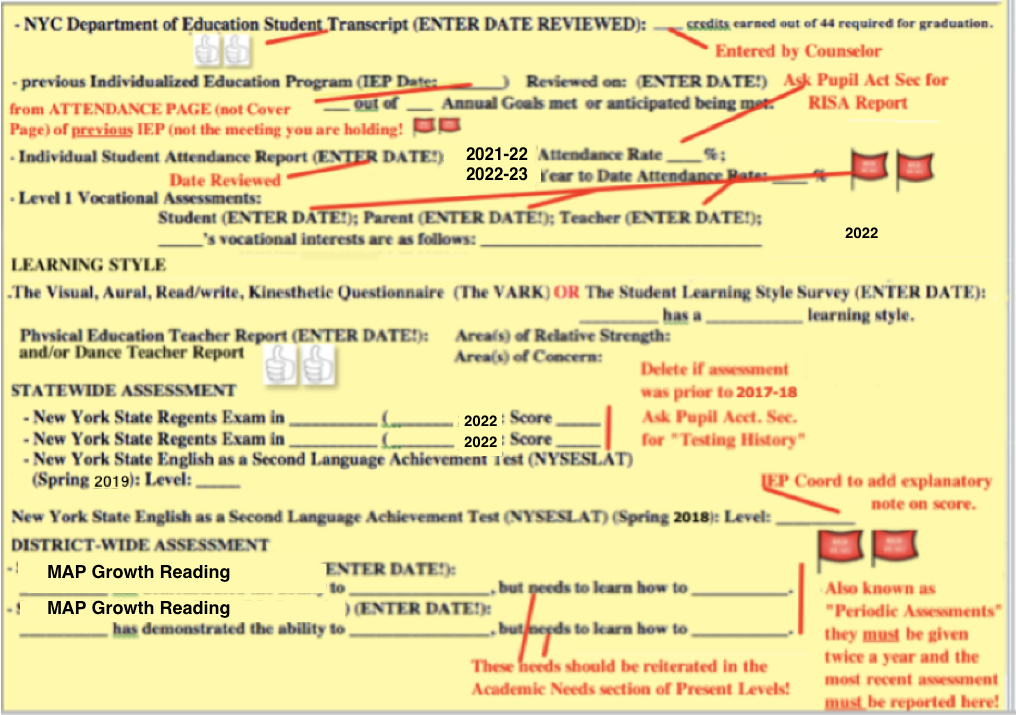 - NYC Department of Education Student Transcript (ENTER DATE REVIEWED): ___ credits earned out of 44 required for graduation.
Entered by Counselor
- previous Individualized Education Program (IEP Date: ______) Reviewed on: (ENTER DATE!)
Ask Pupil Act Sec for
RISA Report
from ATTENDANCE PAGE (not Cover
Page) of previous IEP (not the meeting you are holding!
___ out of ___ Annual Goals met or anticipated being met.
- Individual Student Attendance Report (ENTER DATE!) 2021-22 Attendance Rate ____ %;
2022-23 Year to Date Attendance Rate: ____ %
Date Reviewed
- Level 1 Vocational Assessments:
Student (ENTER DATE!); Parent (ENTER DATE!); Teacher (ENTER DATE!);
2022
_____'s vocational interests are as follows: ______________________________
LEARNING STYLE
.The Visual, Aural, Read/write, Kinesthetic Questionnaire (The VARK) OR The Student Learning Style Survey (ENTER DATE):
_________ has a ___________ learning style.
Physical Education Teacher Report (ENTER DATE!):
and/or Dance Teacher Report
Area(s) of Relative Strength:
Area(s) of Concern:
Delete if assessment
was prior to 2017-18
Ask Pupil Acct. Sec.
for "Testing History"
STATEWIDE ASSESSMENT
- New York State Regents Exam in __________ (_______ 2022 : Score _____
- New York State Regents Exam in __________ (_______ 2022 : Score _____
- New York State English as a Second Language Achievement Test (NYSESLAT)
(Spring 2019): Level: _____
IEP Coord to add explanatory
note on score.
New York State English as a Second Language Achievement Test (NYSESLAT) (Spring 2018): Level: _________
DISTRICT-WIDE ASSESSMENT
- MAP Growth Reading ENTER DATE!):
to ______________, but needs to learn how to ___________.
- MAP Growth Reading ) (ENTER DATE!):
__________ has demonstrated the ability to ________________, but needs to learn how to ___________.
Also known as
"Periodic Assessments"
they must be given
twice a year and the
most recent assessment
must be reported here!
These needs should be reiterated in the
Academic Needs section of Present Levels!